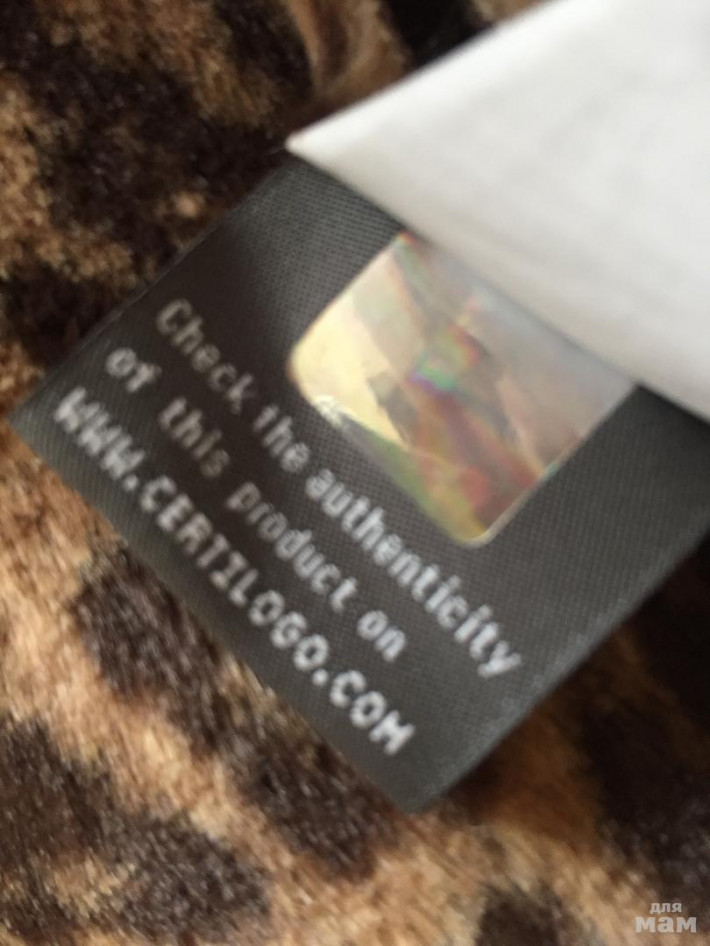 Check the authenticity
of this product on
WWW.CERTILOGO.COM
для
мам